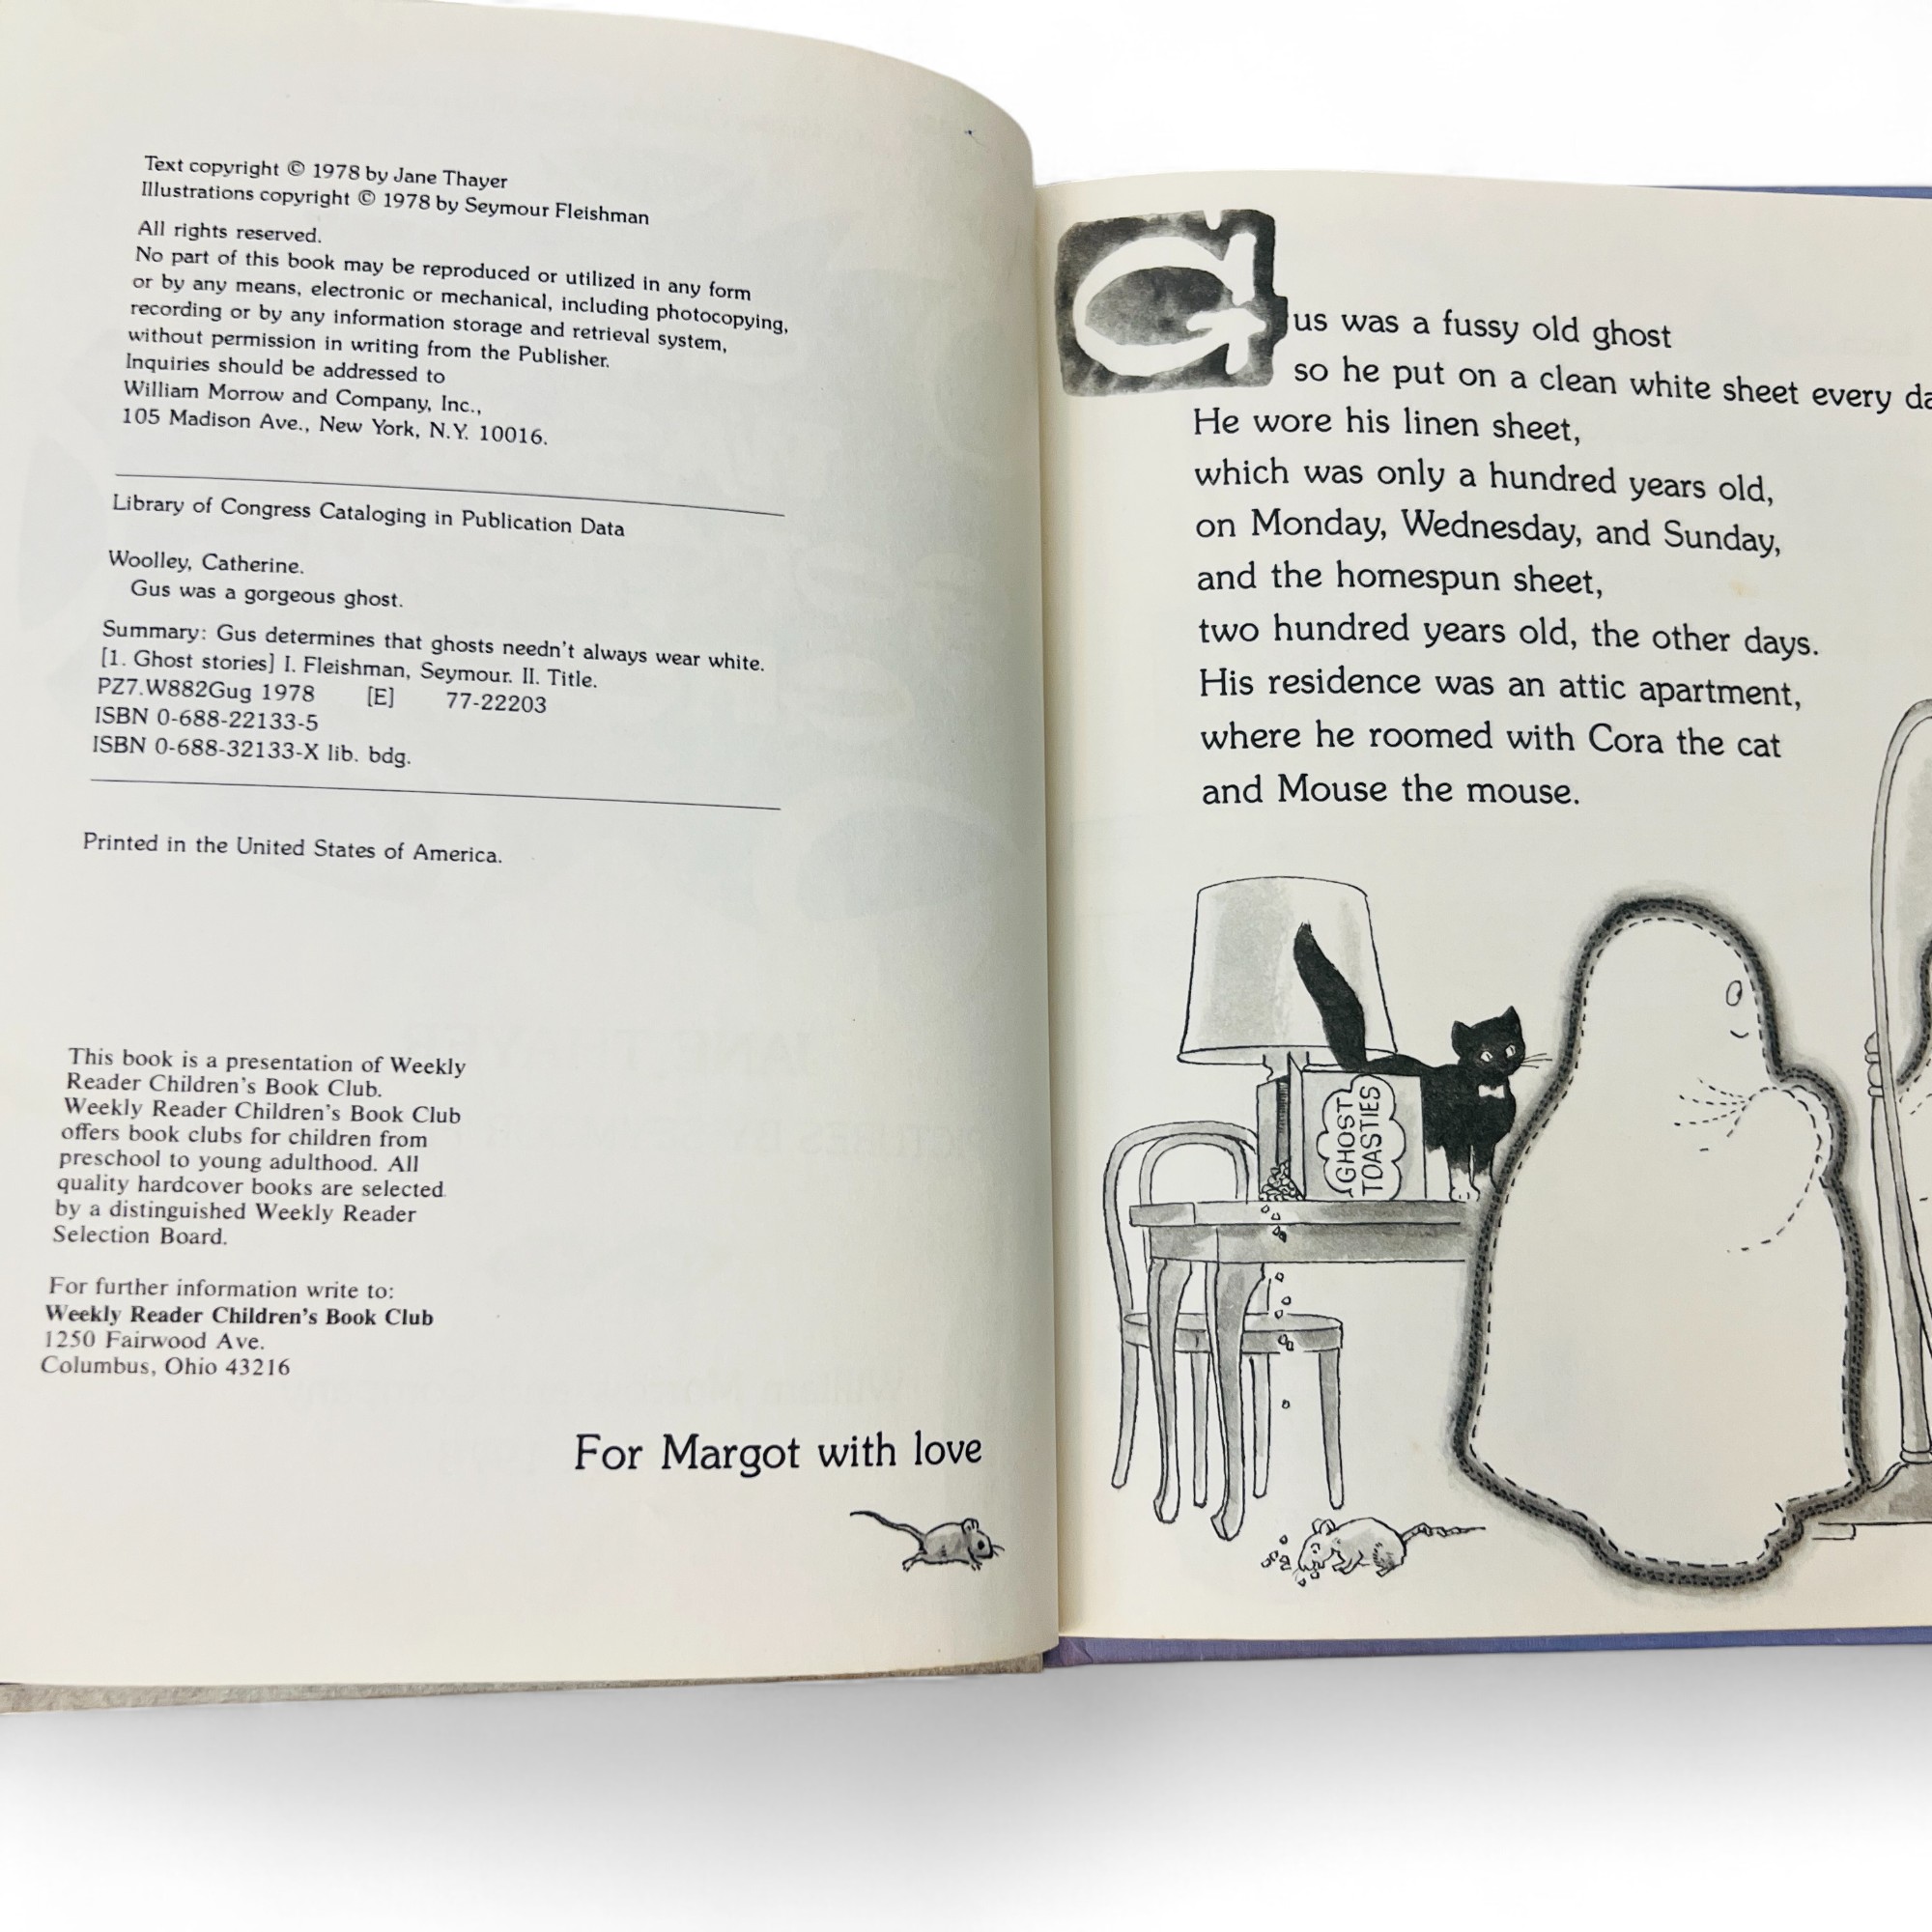 Text copyright © 1978 by Jane Thayer
Illustrations copyright © 1978 by Seymour Fleishman
All rights reserved.
No part of this book may be reproduced or utilized in any form
or by any means, electronic or mechanical, including photocopying,
recording or by any information storage and retrieval system,
without permission in writing from the Publisher.
Inquiries should be addressed to
William Morrow and Company, Inc.,
105 Madison Ave., New York, N.Y. 10016.
Library of Congress Cataloging in Publication Data
Woolley, Catherine.
Gus was a gorgeous ghost.
Summary: Gus determines that ghosts needn't always wear white.
[1. Ghost stories] I. Fleishman, Seymour. II. Title.
PZ7.W882Gug 1978 [E] 77-22203
ISBN 0-688-22133-5
ISBN 0-688-32133-X lib. bdg.
Printed in the United States of America.
This book is a presentation of Weekly
Reader Children's Book Club.
Weekly Reader Children's Book Club
offers book clubs for children from
preschool to young adulthood. All
quality hardcover books are selected
by a distinguished Weekly Reader
Selection Board.
For further information write to:
Weekly Reader Children's Book Club
1250 Fairwood Ave.
Columbus, Ohio 43216
For Margot with love
Gus was a fussy old ghost
so he put on a clean white sheet every da
He wore his linen sheet,
which was only a hundred years old,
on Monday, Wednesday, and Sunday,
and the homespun sheet,
two hundred years old, the other days.
His residence was an attic apartment,
where he roomed with Cora the cat
and Mouse the mouse.
GHOST
TOASTIES